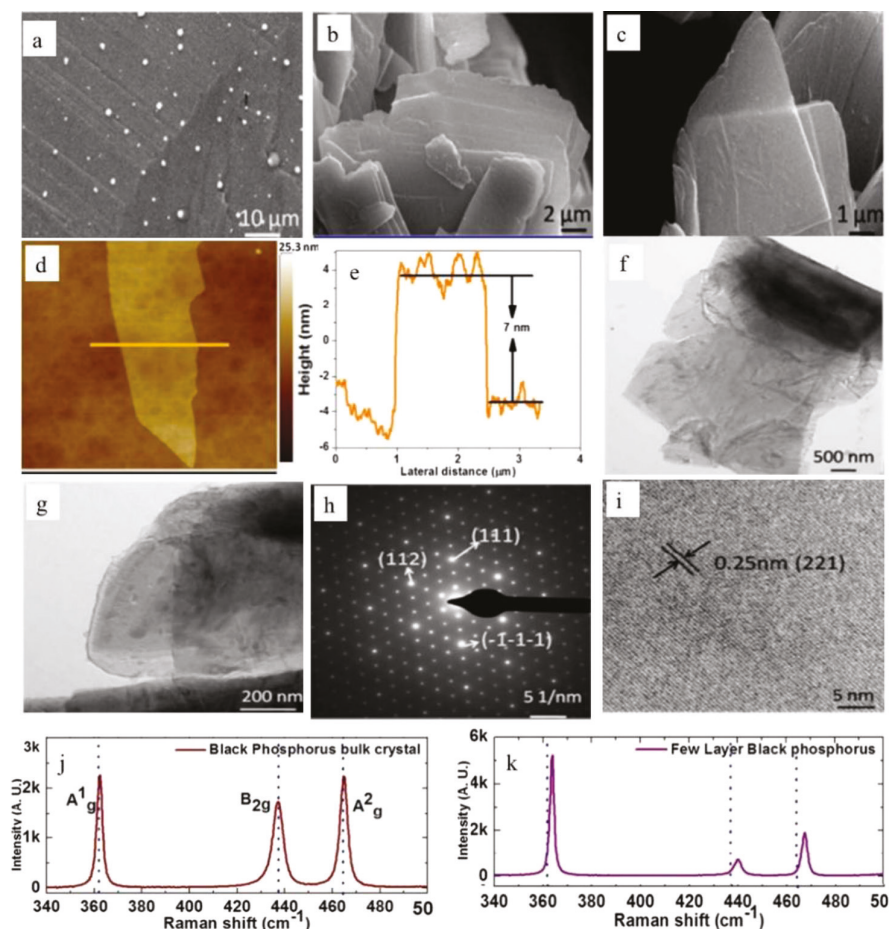 a
10 μm
b
2 μm
c
1 μm
d
25.3 nm
e
Height (nm)
4
2
0
-2
-4
-6
7 nm
0
1
2
3
4
Lateral distance (μm)
f
500 nm
g
200 nm
h
(111)
(112)
(-1-1-1)
5 1/nm
i
0.25nm (221)
5 nm
j
Black Phosphorus bulk crystal
Intensity (A. U.)
3k
2k
1k
0
A¹g
B2g
A²g
340 360 380 400 420 440 460 480 50
Raman shift (cm⁻¹)
k
Few Layer Black phosphorus
Intensity (A. U.)
6k
4k
2k
0
340 360 380 400 420 440 460 480 50
Raman shift (cm⁻¹)